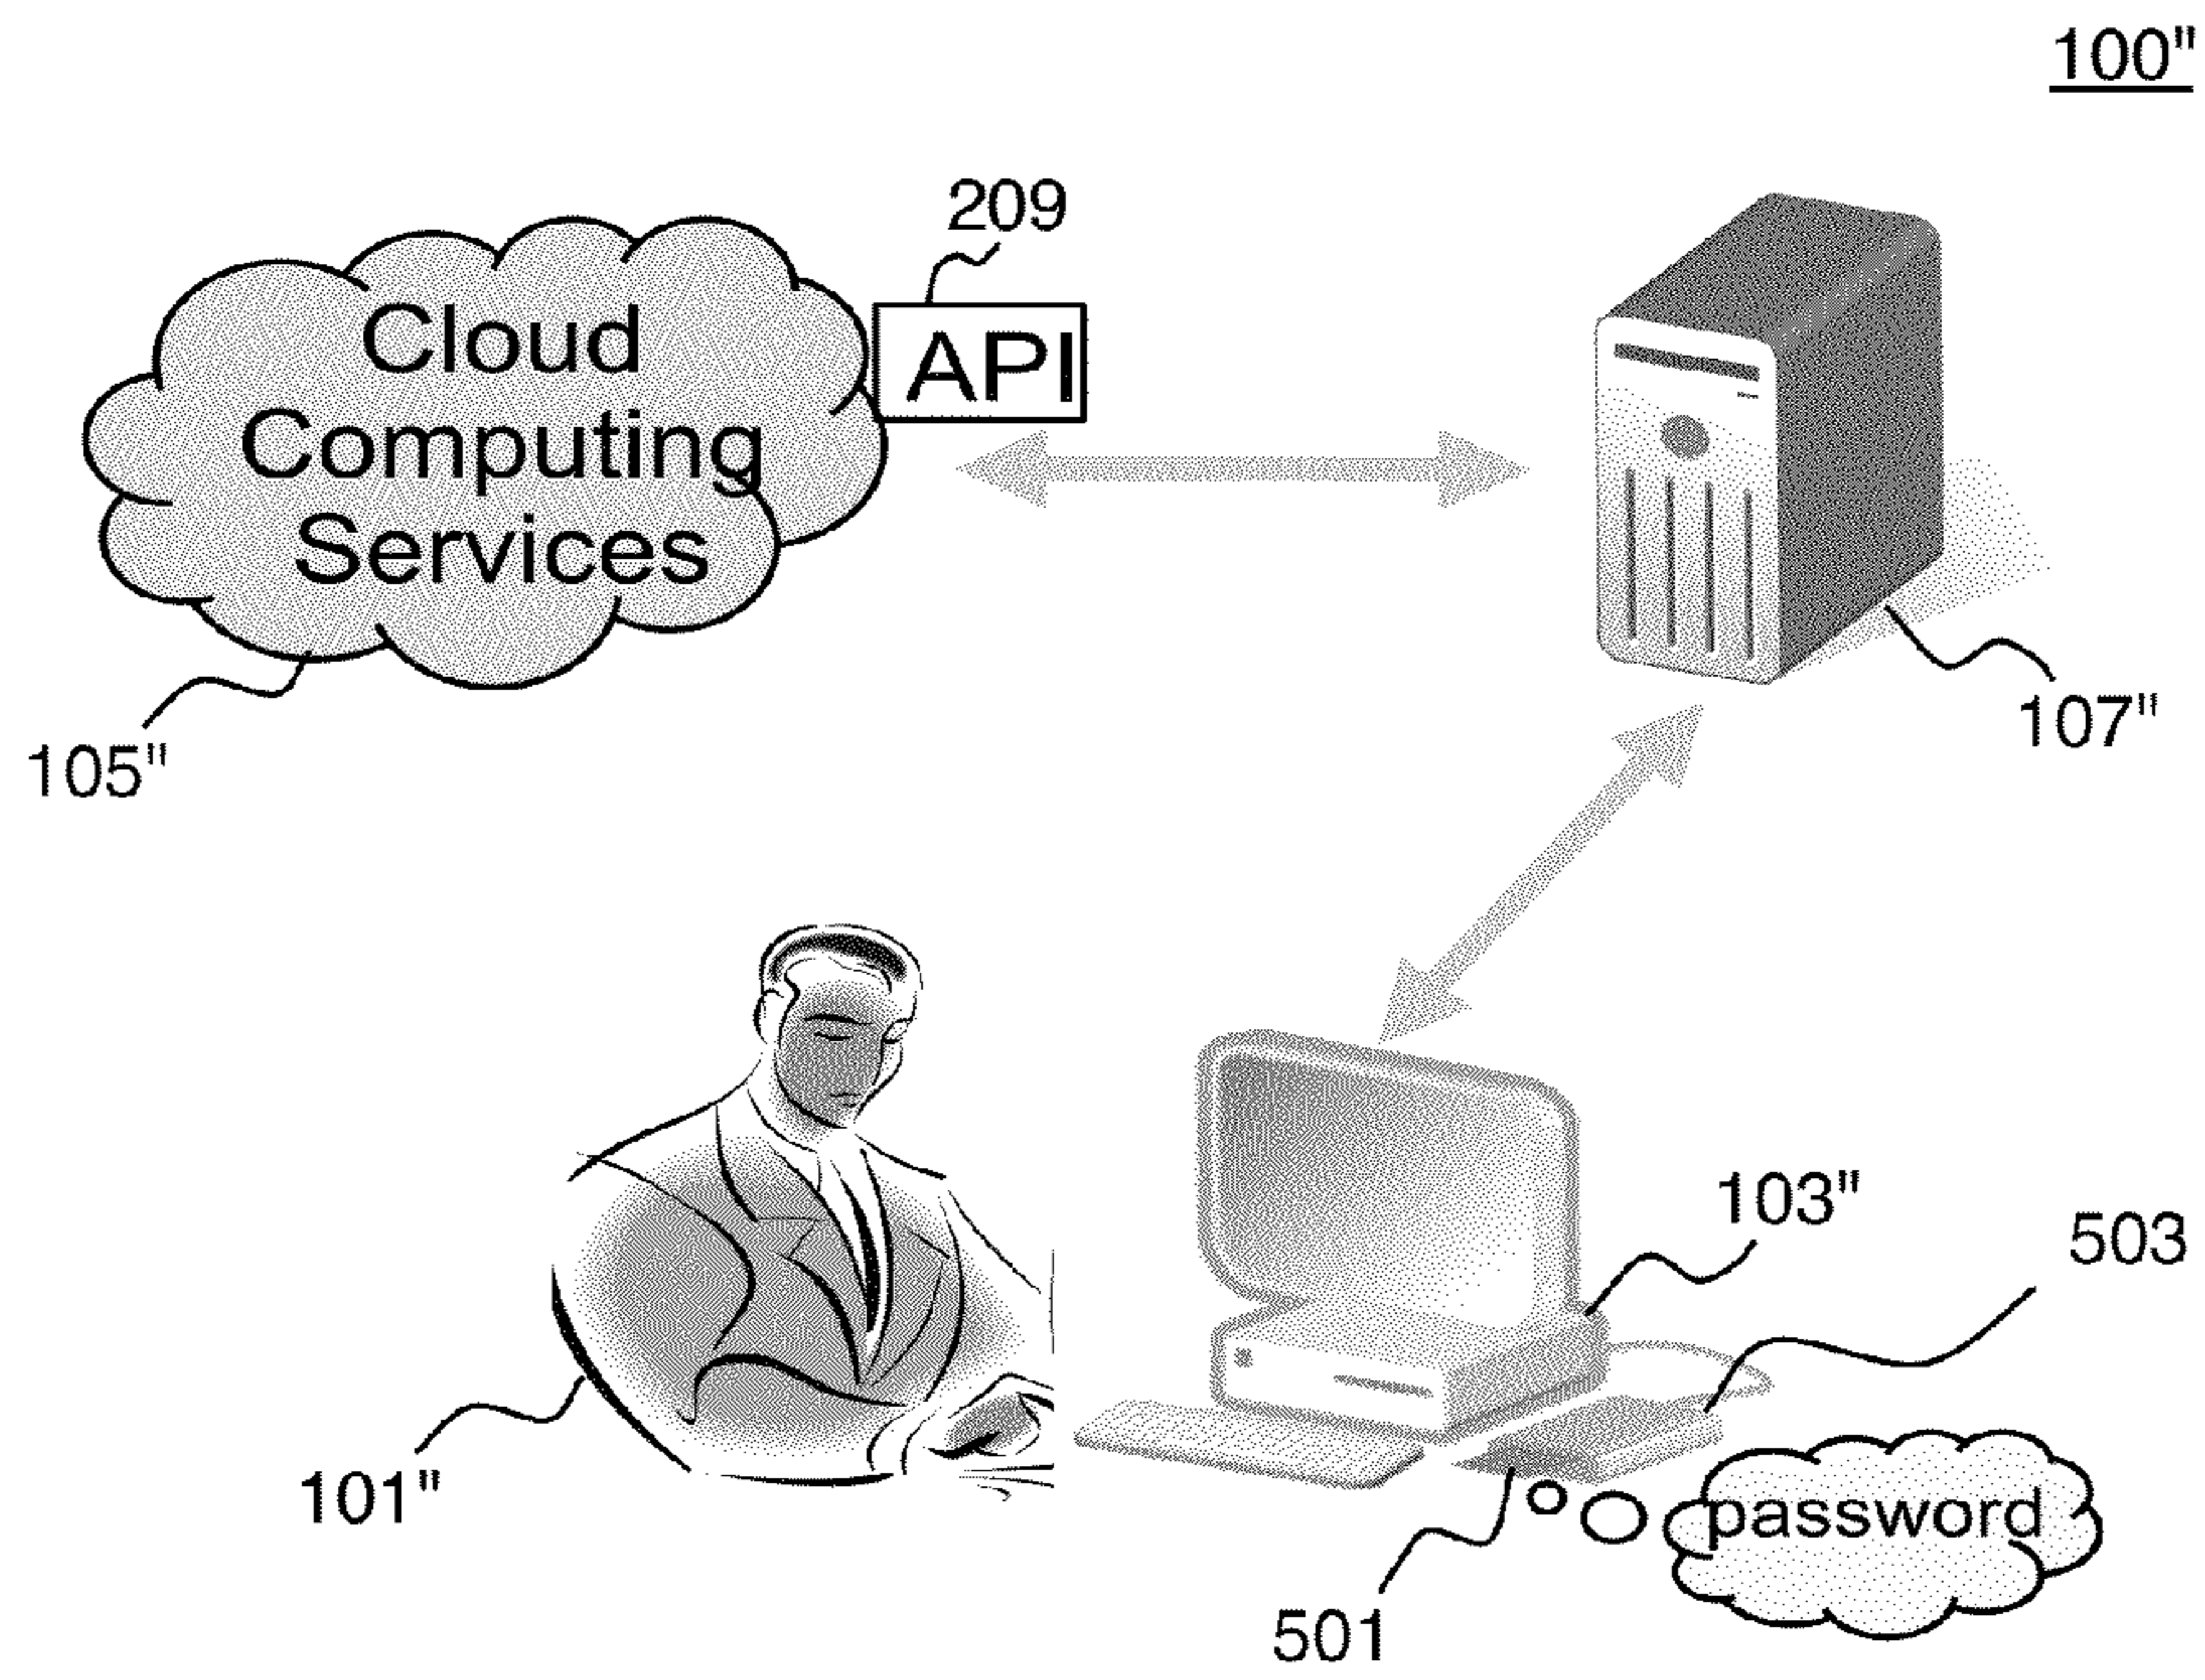 100"
209
Cloud
Computing
Services
API
105"
107"
103"
503
101"
password
501